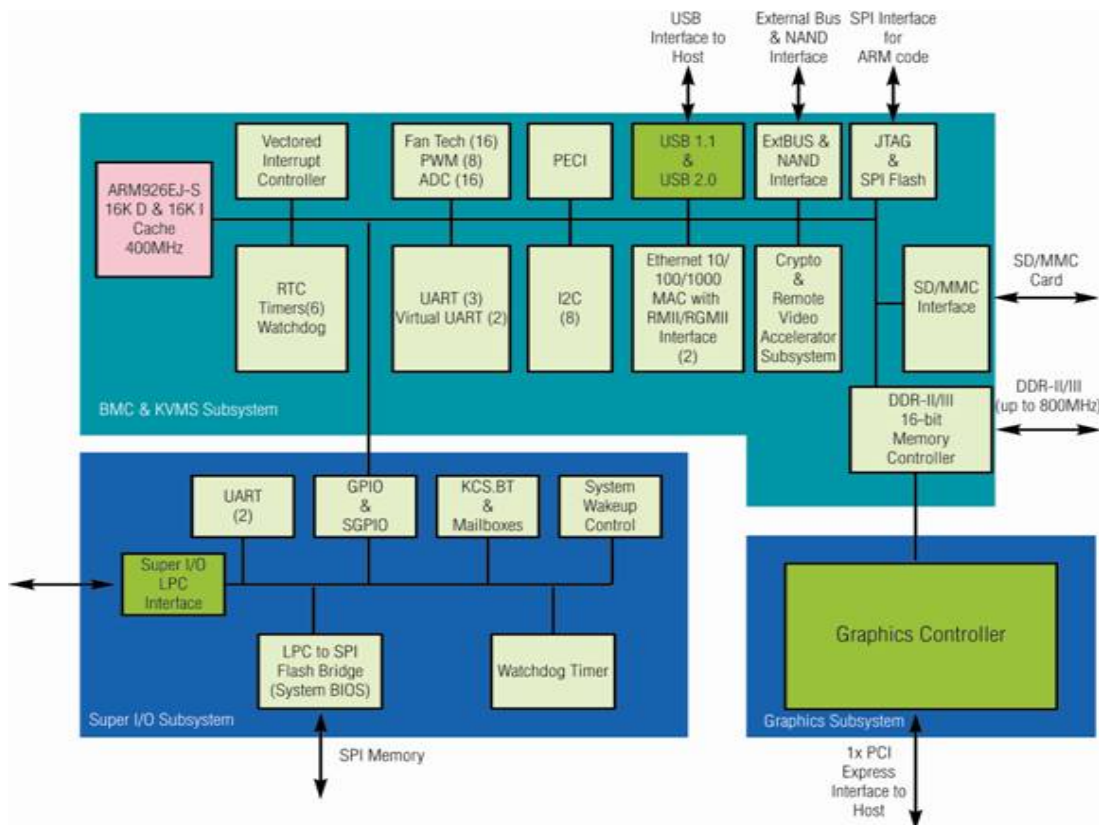 USB
Interface to
Host
External Bus
& NAND
Interface
SPI Interface
for
ARM code
Vectored
Interrupt
Controller
Fan Tech (16)
PWM (8)
ADC (16)
PECI
USB 1.1
&
USB 2.0
ExtBUS &
NAND
Interface
JTAG
&
SPI Flash
ARM926EJ-S
16K D & 16K I
Cache
400MHz
RTC
Timers(6)
Watchdog
UART (3)
Virtual UART (2)
I2C
(8)
Ethernet 10/
100/1000
MAC with
RMII/RGMII
Interface
(2)
Crypto
&
Remote
Video
Accelerator
Subsystem
SD/MMC
Interface
SD/MMC
Card
BMC & KVMS Subsystem
DDR-II/III
16-bit
Memory
Controller
DDR-II/III
(up to 800MHz)
UART
(2)
GPIO
&
SGPIO
KCS.BT
&
Mailboxes
System
Wakeup
Control
Super I/O
LPC
Interface
LPC to SPI
Flash Bridge
(System BIOS)
Watchdog Timer
Super I/O Subsystem
SPI Memory
Graphics Controller
Graphics Subsystem
1x PCI
Express
Interface to
Host